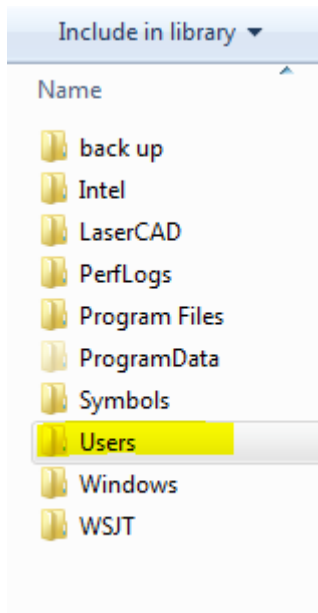 Include in library
Name
back up
Intel
LaserCAD
PerfLogs
Program Files
ProgramData
Symbols
Users
Windows
WSJT